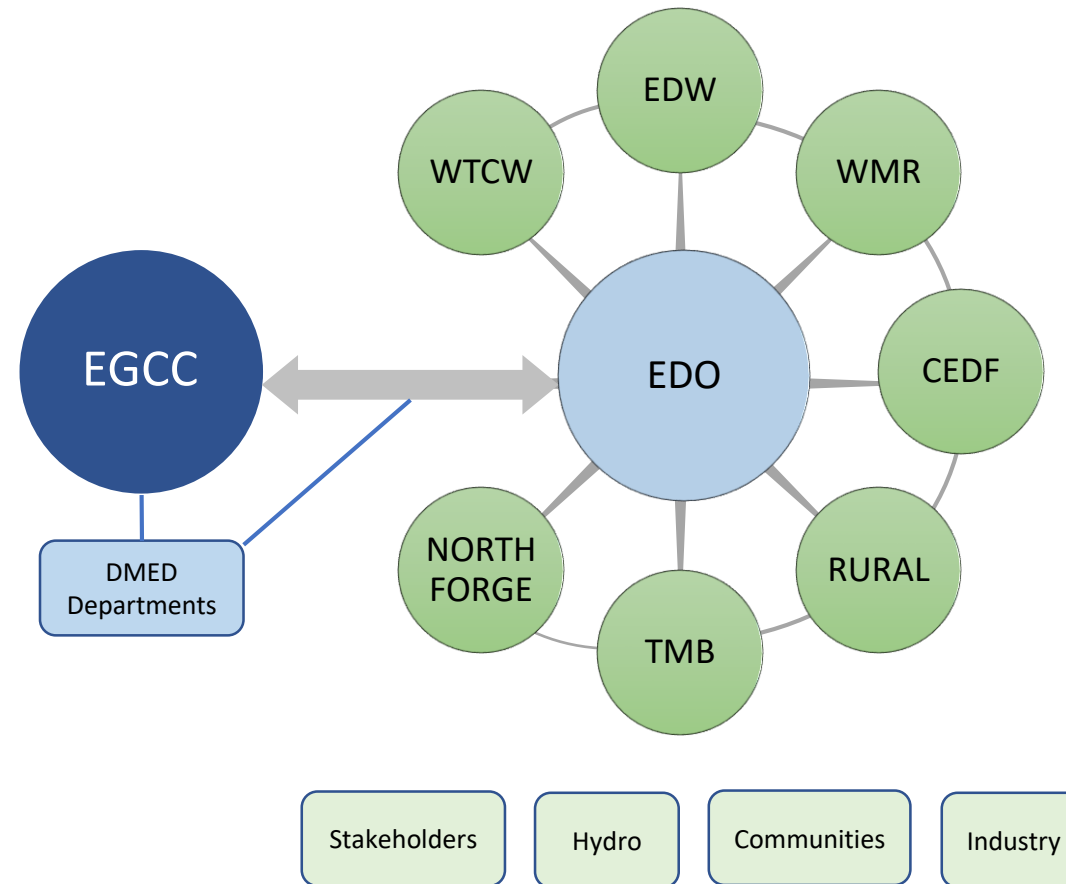 EDW
WTCW
WMR
EGCC
EDO
CEDF
DMED
Departments
NORTH
FORGE
RURAL
TMB
Stakeholders
Hydro
Communities
Industry